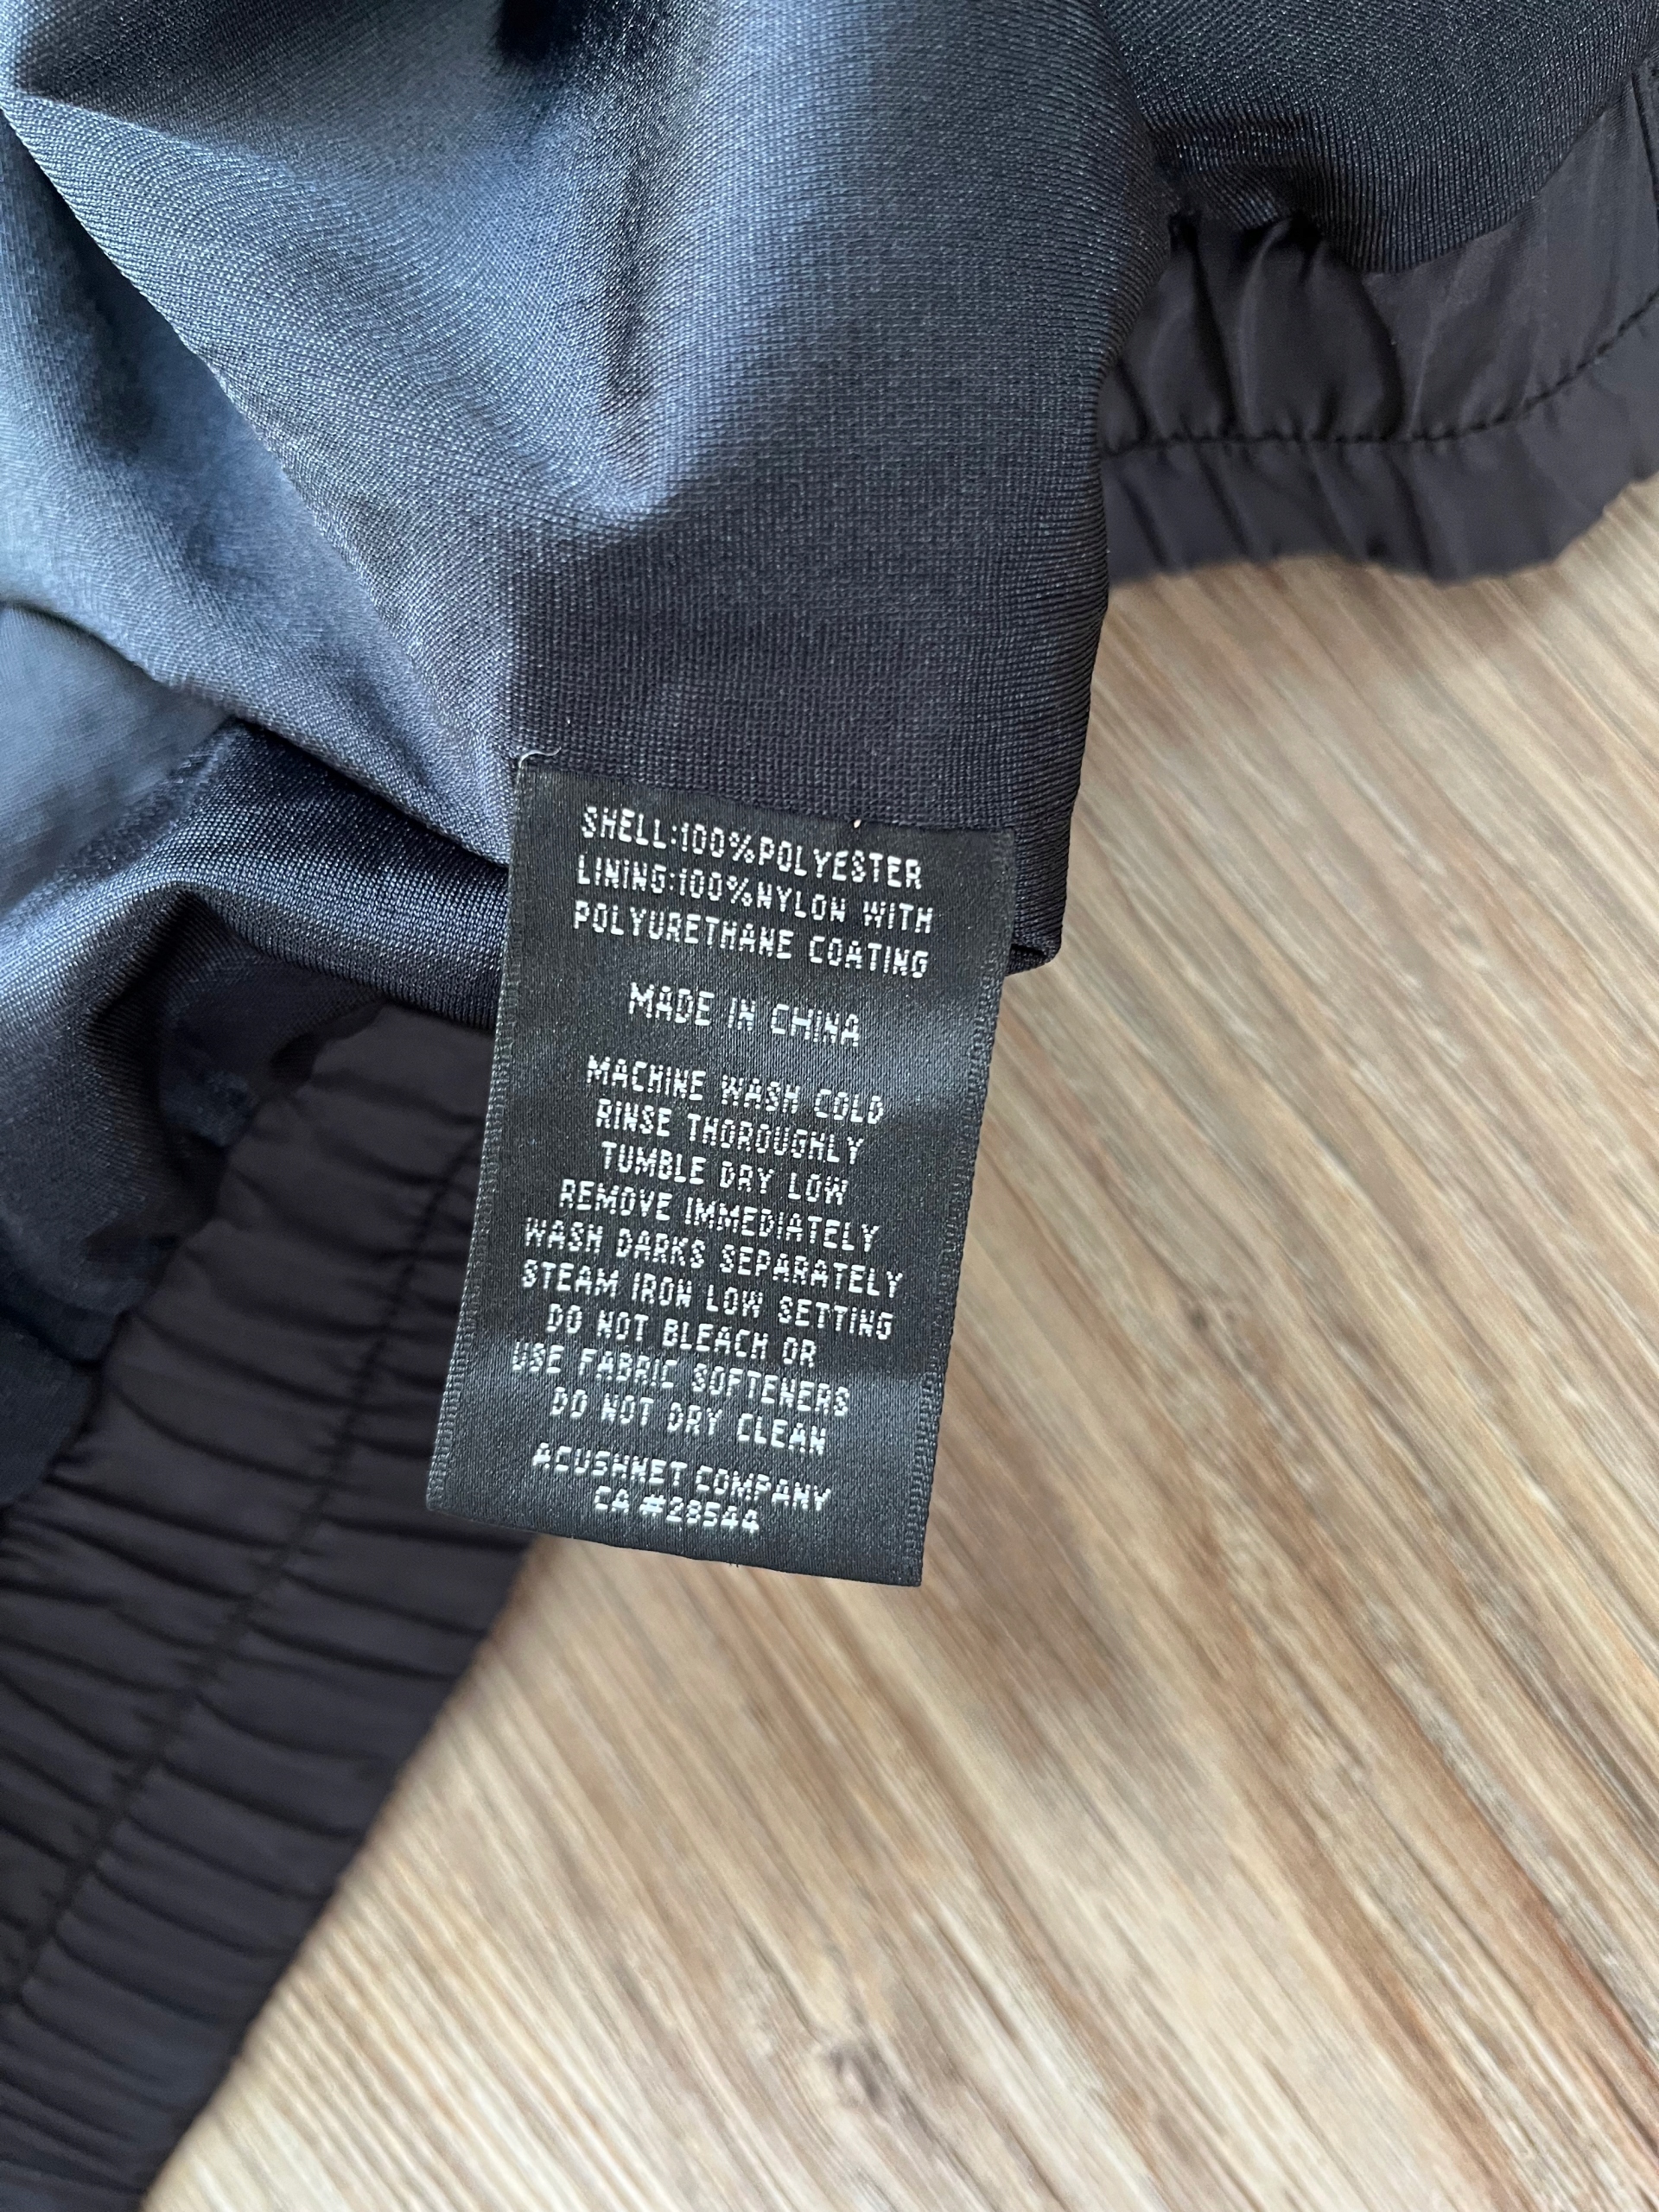 SHELL:100%POLYESTER
LINING:100%NYLON WITH
POLYURETHANE COATING
MADE IN CHINA
MACHINE WASH COLD
RINSE THOROUGHLY
TUMBLE DRY LOW
REMOVE IMMEDIATELY
WASH DARKS SEPARATELY
STEAM IRON LOW SETTING
DO NOT BLEACH OR
USE FABRIC SOFTENERS
DO NOT DRY CLEAN
ACUSHNET COMPANY
CA #28544